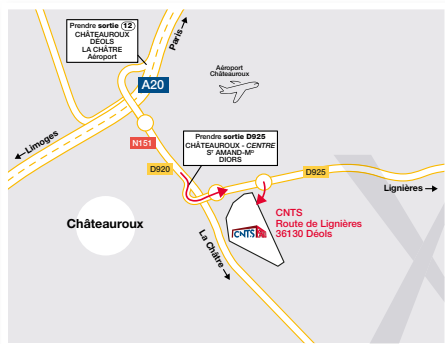 Prendre sortie 12
CHÂTEAUROUX
DÉOLS
LA CHÂTRE
Aéroport
Paris
A20
Aéroport
Châteauroux
Limoges
N151
Prendre sortie D925
CHÂTEAUROUX - CENTRE
Sᵗ AMAND-Mᴰ
DIORS
D920
D925
Lignières
Châteauroux
CNTS
Route de Lignières
36130 Déols
CNTS
La Châtre